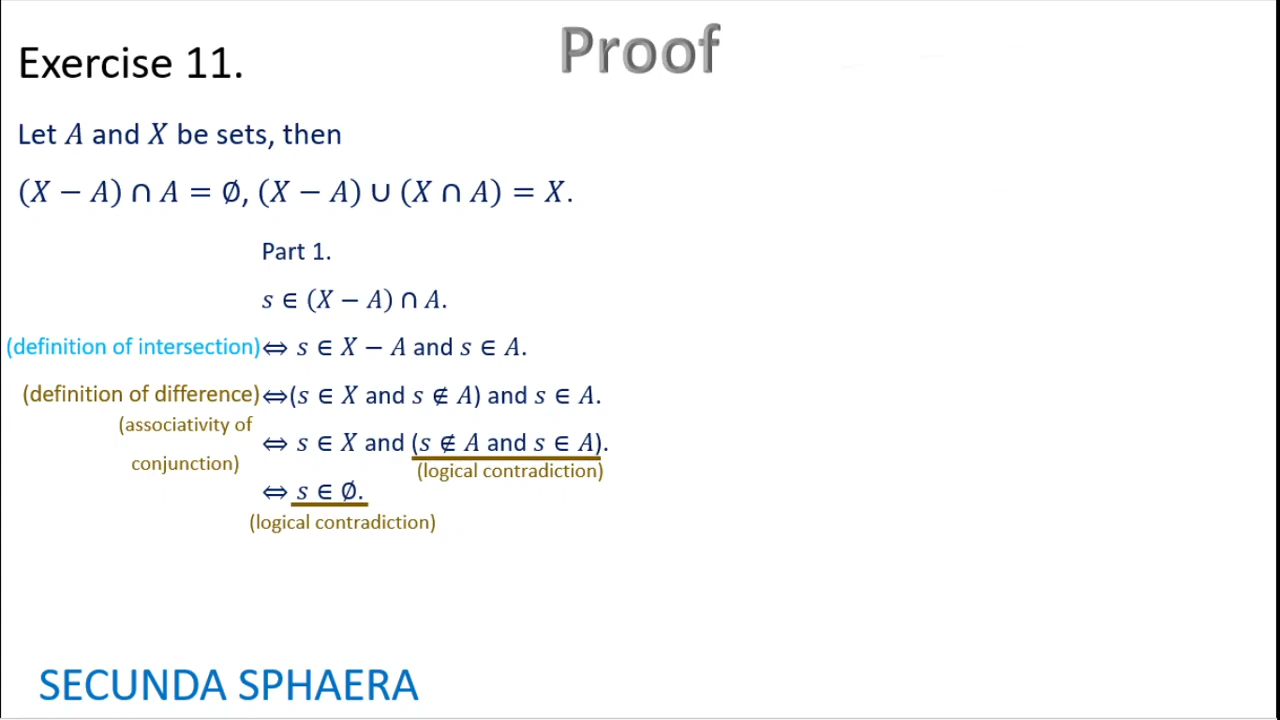 Proof
Exercise 11.
Let A and X be sets, then
(X − A) ∩ A = ∅, (X − A) ∪ (X ∩ A) = X.
Part 1.
s ∈ (X − A) ∩ A.
(definition of intersection) ⇔ s ∈ X − A and s ∈ A.
(definition of difference) ⇔ (s ∈ X and s ∉ A) and s ∈ A.
(associativity of
conjunction)
⇔ s ∈ X and (s ∉ A and s ∈ A).
(logical contradiction)
⇔ s ∈ ∅.
(logical contradiction)
SECUNDA SPHAERA